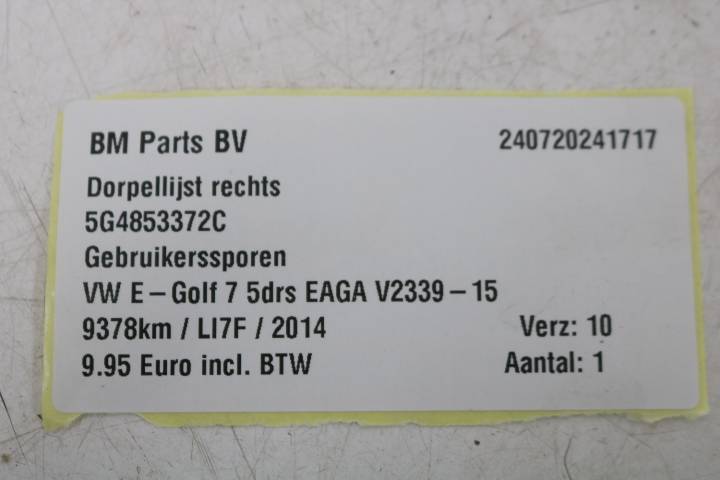 BM Parts BV 240720241717
Dorpellijst rechts
5G4853372C
Gebruikerssporen
VW E-Golf 7 5drs EAGA V2339-15
9378km / LI7F / 2014 Verz: 10
9.95 Euro incl. BTW Aantal: 1